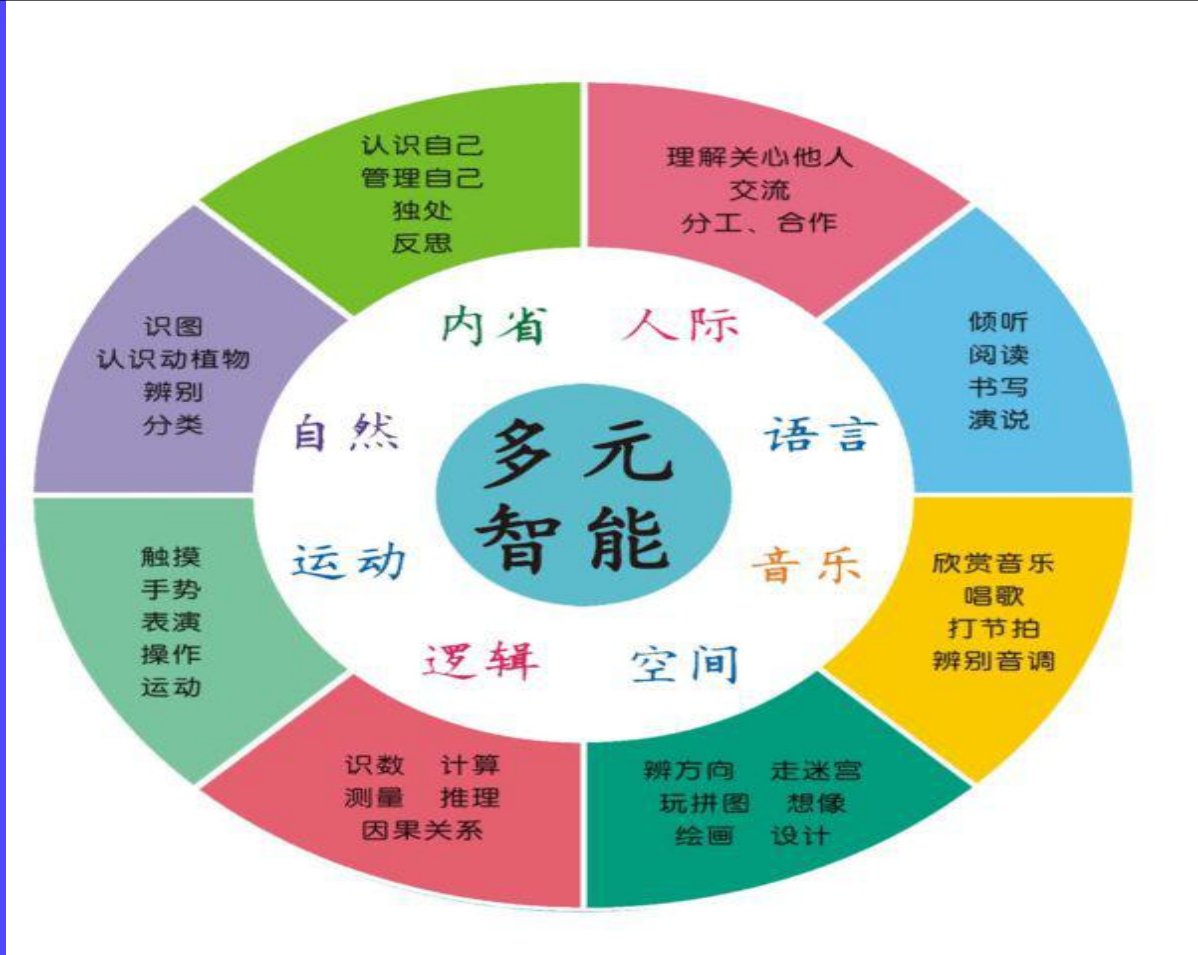 认识自己
管理自己
独处
反思
理解关心他人
交流
分工、合作
倾听
阅读
书写
演说
欣赏音乐
唱歌
打节拍
辨别音调
辨方向 走迷宫
玩拼图 想像
绘画 设计
识数 计算
测量 推理
因果关系
触摸
手势
表演
操作
运动
识图
认识动植物
辨别
分类
内省
人际
语言
音乐
空间
逻辑
运动
自然
多元
智能